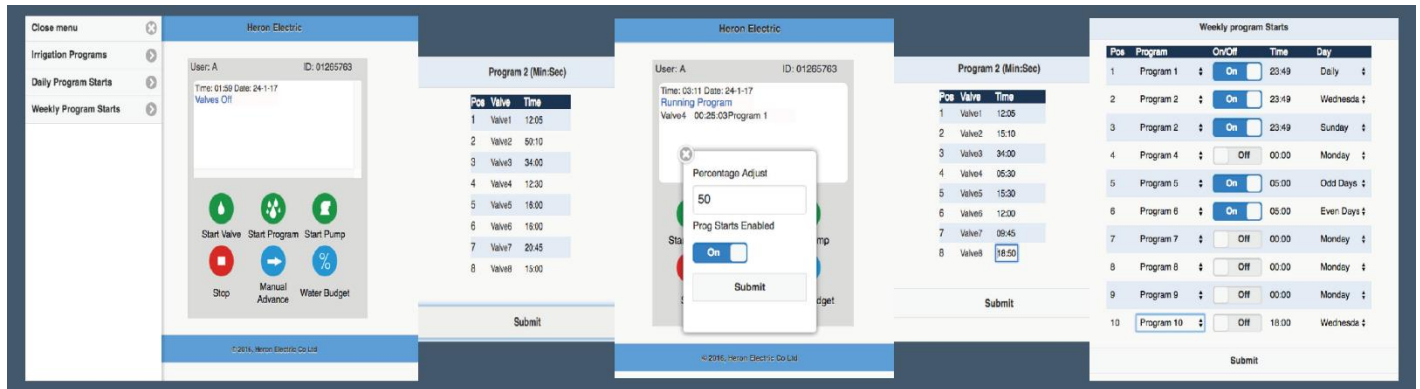 Close menu
Irrigation Programs
Daily Program Starts
Weekly Program Starts
Heron Electric
User: A ID: 01265763
Time: 01:59 Date: 24-1-17
Valves Off
Start Valve Start Program Start Pump
Stop Manual Advance Water Budget
© 2016, Heron Electric Co Ltd
Program 2 (Min:Sec)
Pos Valve Time
1 Valve1 12:05
2 Valve2 50:10
3 Valve3 34:00
4 Valve4 12:30
5 Valve5 16:00
6 Valve6 16:00
7 Valve7 20:45
8 Valve8 15:00
Submit
Heron Electric
User: A ID: 01265763
Time: 03:11 Date: 24-1-17
Running Program
Valve4 00:25:03Program 1
Percentage Adjust
50
Prog Starts Enabled
On
Submit
Sta mp
S dget
© 2016, Heron Electric Co Ltd
Program 2 (Min:Sec)
Pos Valve Time
1 Valve1 12:05
2 Valve2 15:10
3 Valve3 34:00
4 Valve4 05:30
5 Valve5 15:30
6 Valve6 12:00
7 Valve7 09:45
8 Valve8 18:50
Submit
Weekly program Starts
Pos Program On/Off Time Day
1 Program 1 On 23:49 Daily
2 Program 2 On 23:49 Wednesda
3 Program 2 On 23:49 Sunday
4 Program 4 Off 00:00 Monday
5 Program 5 On 05:00 Odd Days
6 Program 6 On 05:00 Even Days
7 Program 7 Off 00:00 Monday
8 Program 8 Off 00:00 Monday
9 Program 9 Off 00:00 Monday
10 Program 10 Off 18:00 Wednesda
Submit